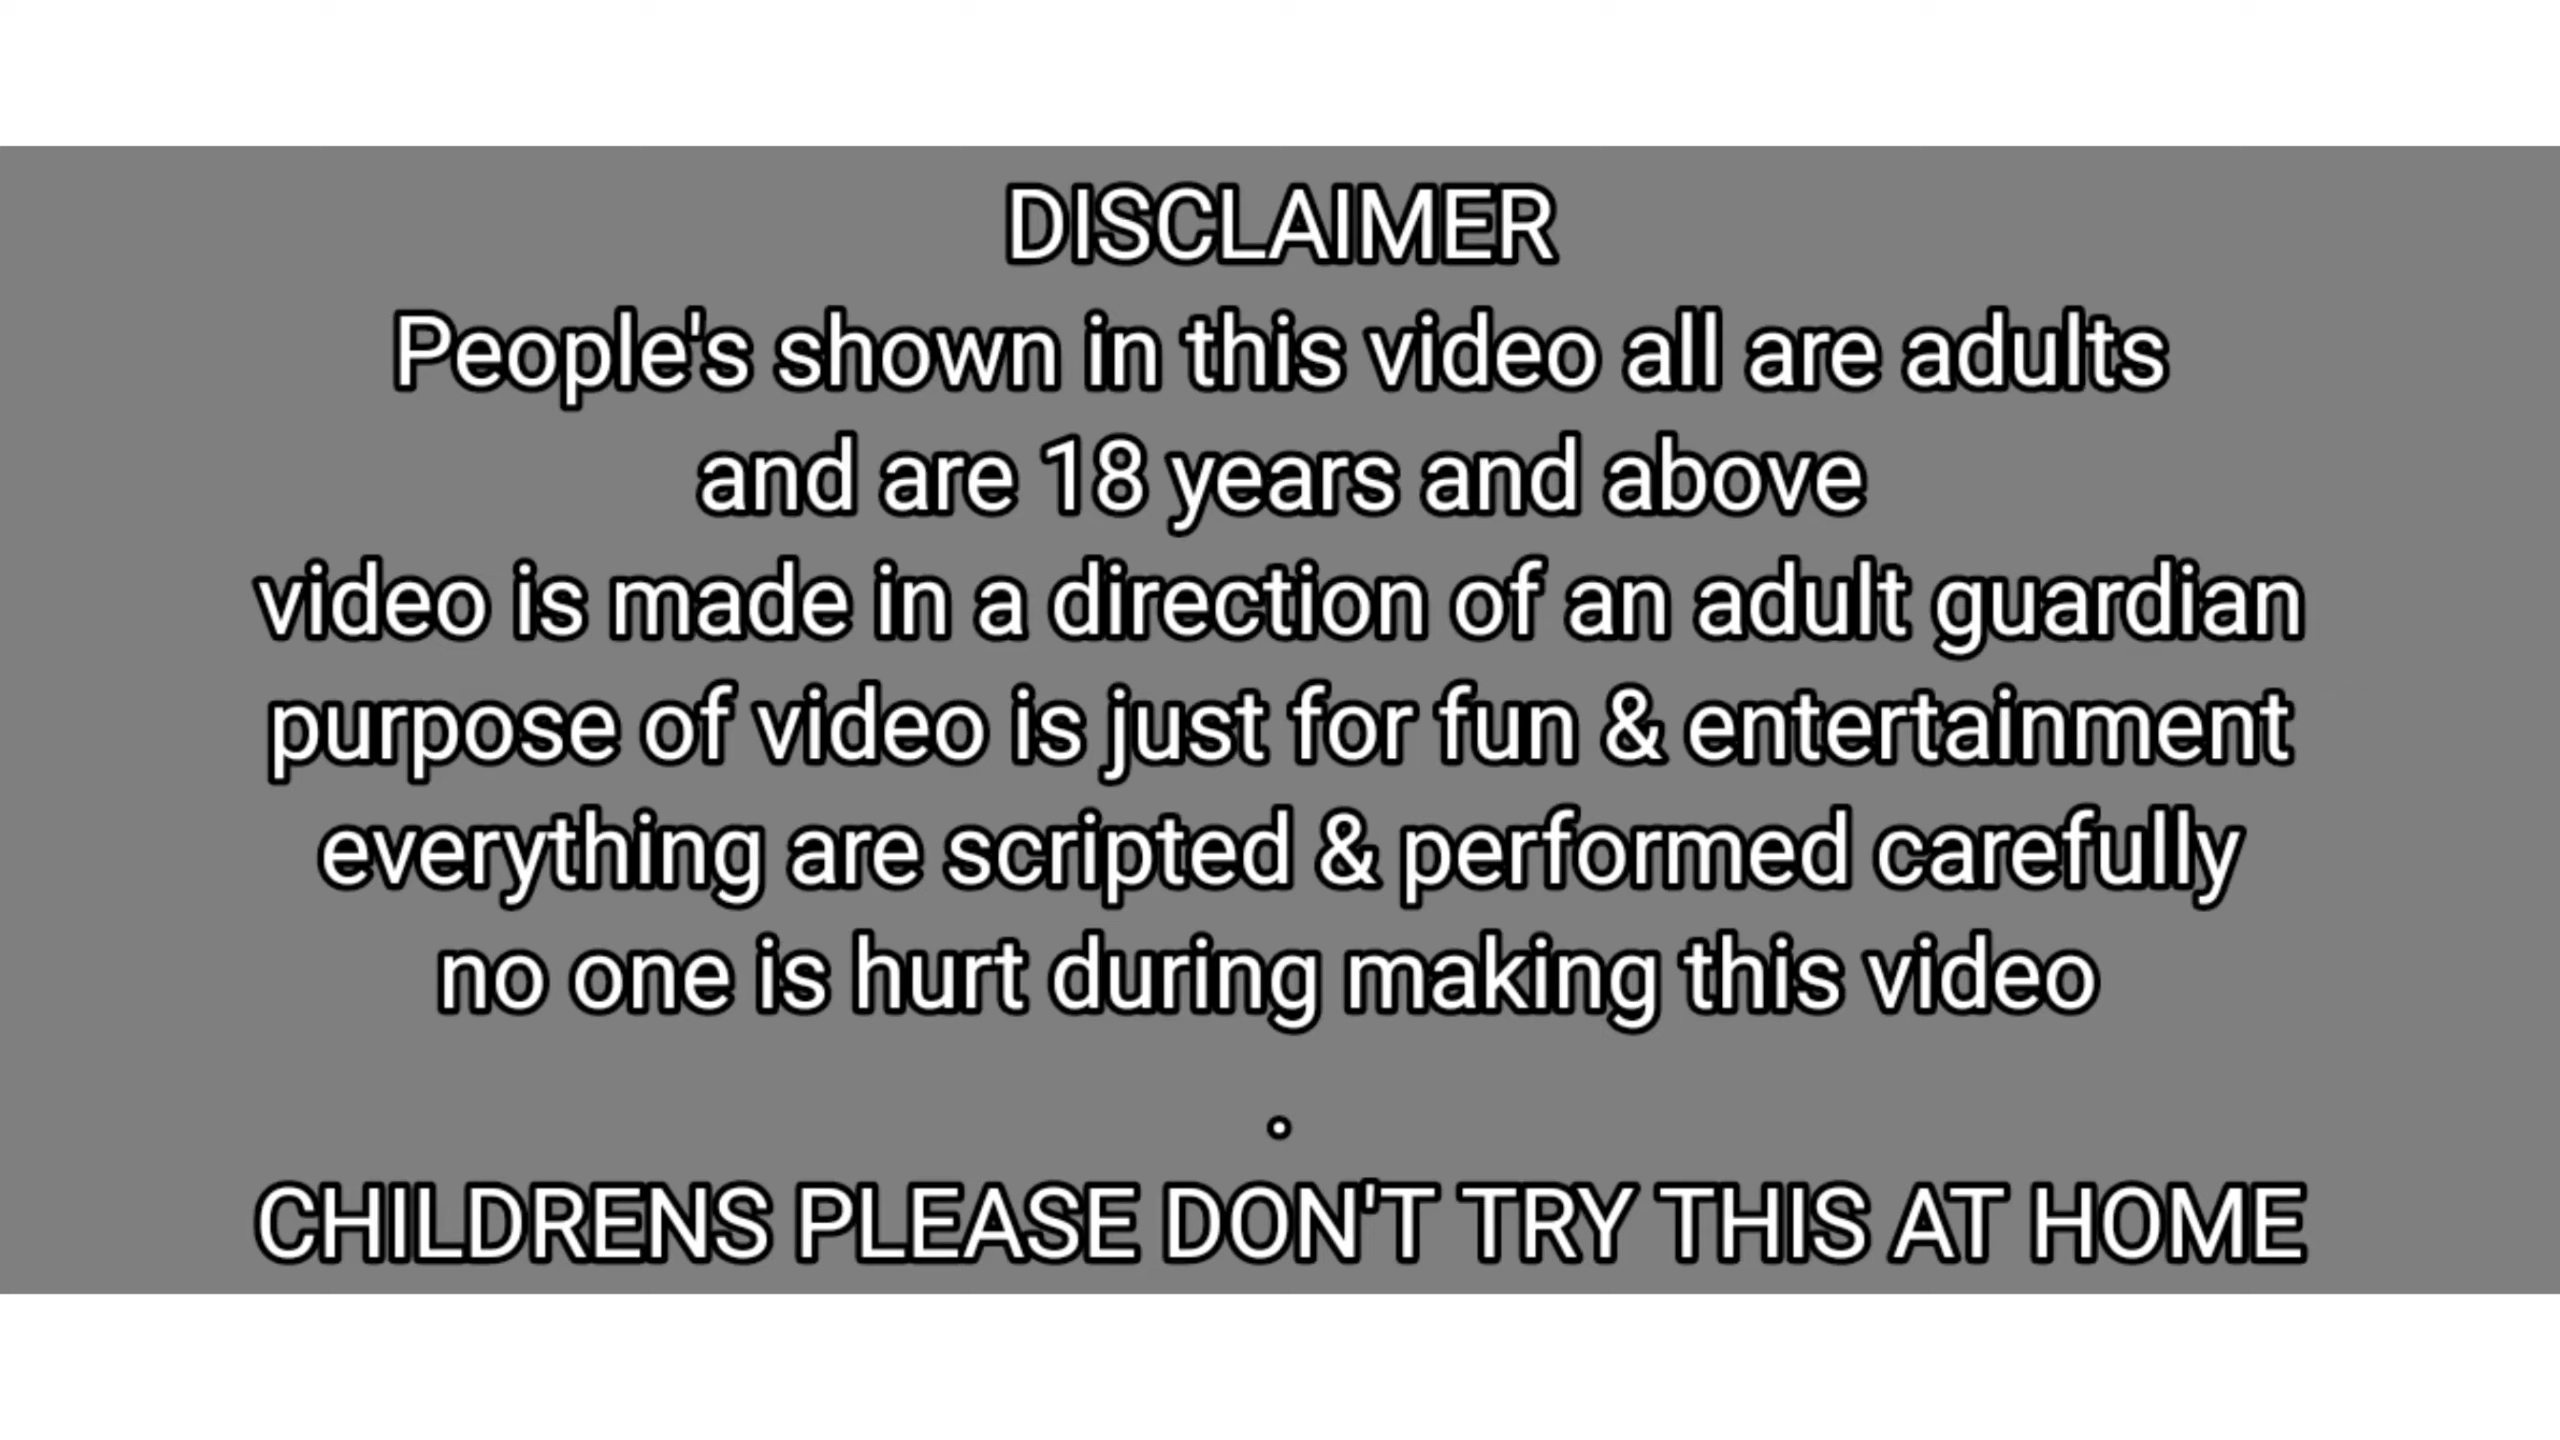 DISCLAIMER
People's shown in this video all are adults
and are 18 years and above
video is made in a direction of an adult guardian
purpose of video is just for fun & entertainment
everything are scripted & performed carefully
no one is hurt during making this video
.
CHILDRENS PLEASE DON'T TRY THIS AT HOME